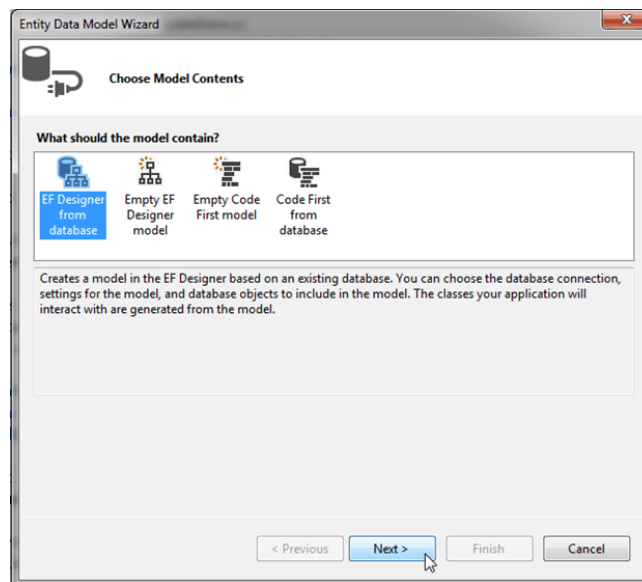 Entity Data Model Wizard
Choose Model Contents
What should the model contain?
EF Designer
from
database
Empty EF
Designer
model
Empty Code
First model
Code First
from
database
Creates a model in the EF Designer based on an existing database. You can choose the database connection,
settings for the model, and database objects to include in the model. The classes your application will
interact with are generated from the model.
< Previous
Next >
Finish
Cancel